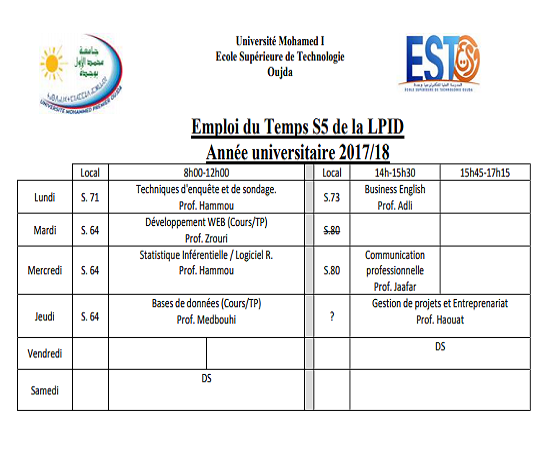 جامعة
محمد الأول
بوجدة
UNIVERSITE MOHAMMED PREMIER OUJDA
Université Mohamed I
Ecole Supérieure de Technologie
Oujda
EST
ECOLE SUPERIEURE DE TECHNOLOGIE OUJDA
Emploi du Temps S5 de la LPID
Année universitaire 2017/18
Local 8h00-12h00 Local 14h-15h30 15h45-17h15
Lundi S. 71 Techniques d'enquête et de sondage. S.73 Business English
Prof. Hammou Prof. Adli
Mardi S. 64 Développement WEB (Cours/TP) S.80
Prof. Zrouri
Mercredi S. 64 Statistique Inférentielle / Logiciel R. S.80 Communication
Prof. Hammou professionnelle
Prof. Jaafar
Jeudi S. 64 Bases de données (Cours/TP) ? Gestion de projets et Entreprenariat
Prof. Medbouhi Prof. Haouat
Vendredi DS
Samedi DS